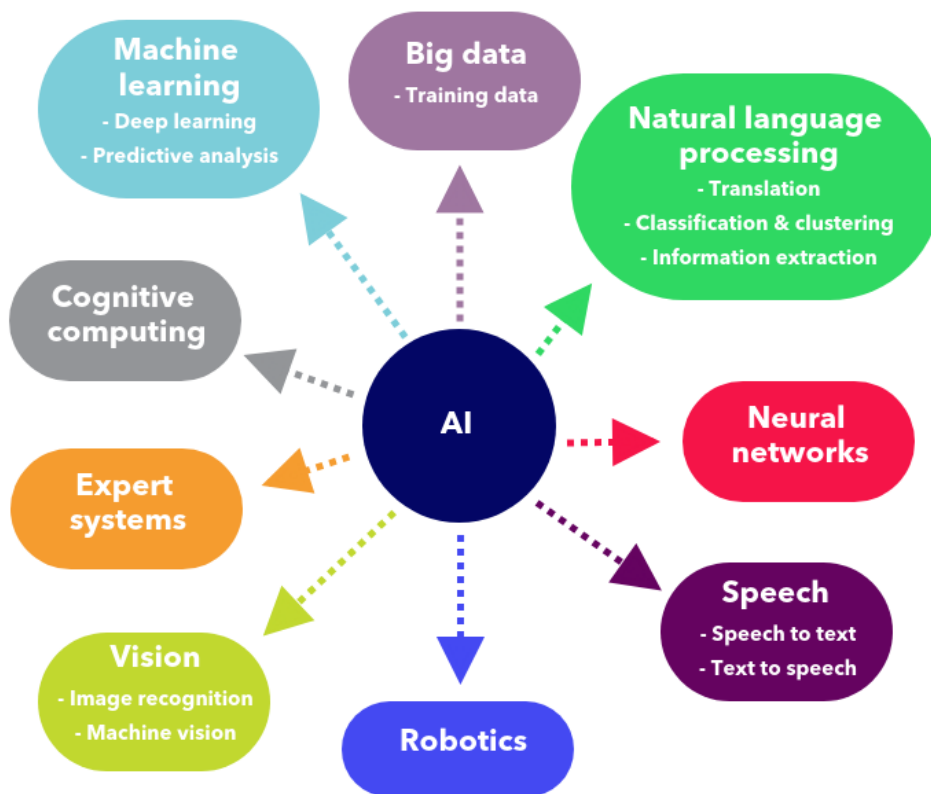 Machine
learning
- Deep learning
- Predictive analysis
Big data
- Training data
Natural language
processing
- Translation
- Classification & clustering
- Information extraction
Cognitive
computing
AI
Neural
networks
Expert
systems
Speech
- Speech to text
- Text to speech
Vision
- Image recognition
- Machine vision
Robotics